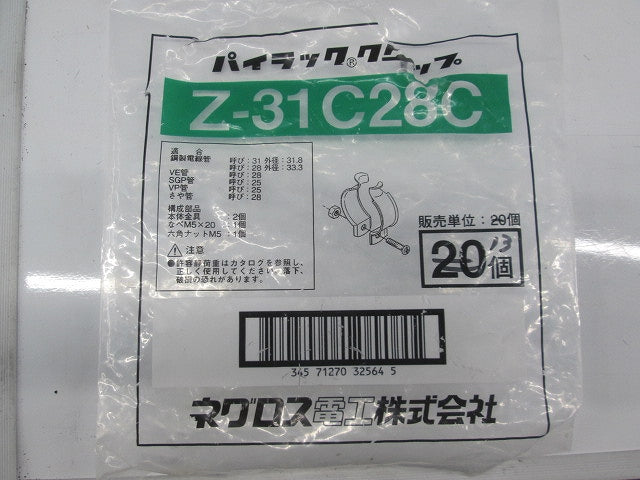 パイラック®クリップ
Z-31C28C
適合
鋼製電線管 呼び:31 外径:31.8
呼び:28 外径:33.3
VE管 呼び:28
SGP管 呼び:25
VP管 呼び:25
さや管 呼び:28
構成部品
本体金具 :2個
なべM5×20 :1個
六角ナットM5:1個
注意
●許容静荷重はカタログを参照し、
正しく使用してください。落下、
破損の恐れがあります。
販売単位:20個
13
20個
345 71270 32564 5
ネグロス電工株式会社